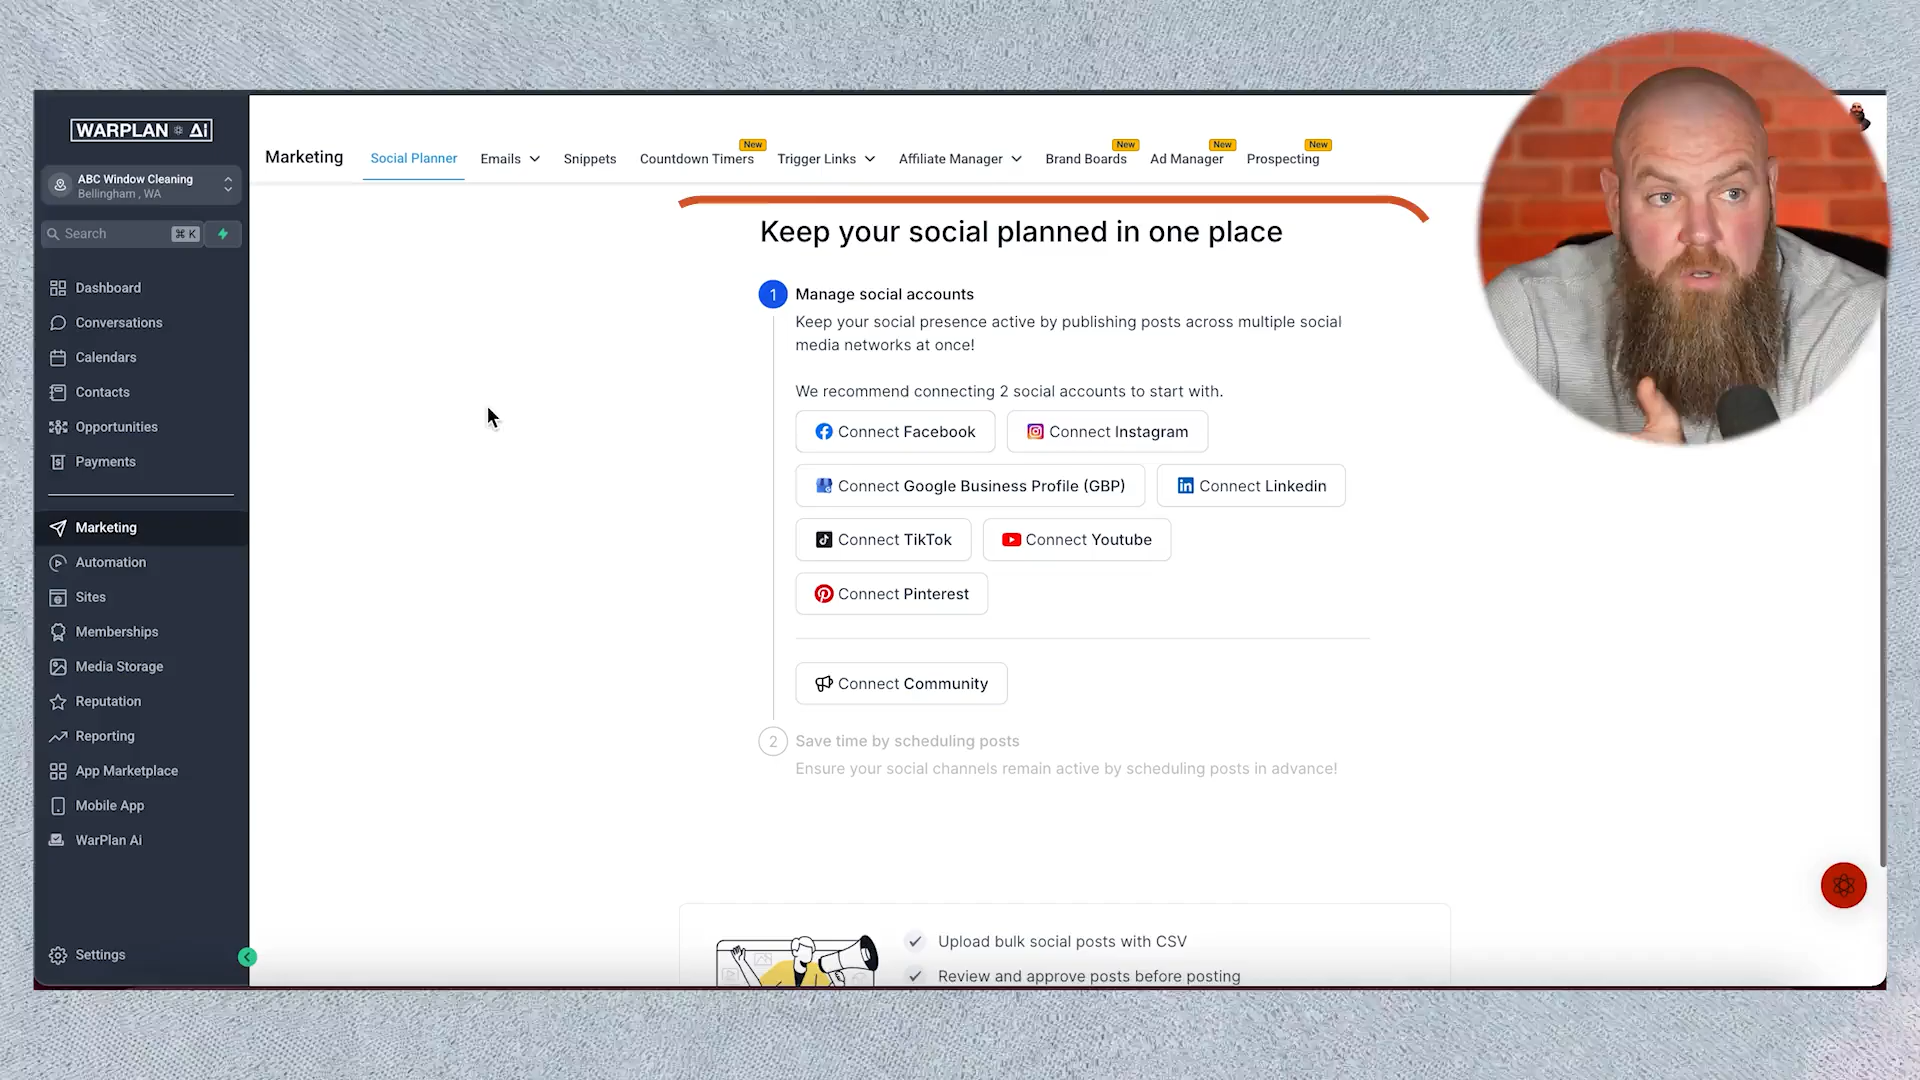 WARPLAN Ai
ABC Window Cleaning
Bellingham , WA
Search ⌘ K
Dashboard
Conversations
Calendars
Contacts
Opportunities
Payments
Marketing
Automation
Sites
Memberships
Media Storage
Reputation
Reporting
App Marketplace
Mobile App
WarPlan Ai
Settings
Marketing Social Planner Emails Snippets Countdown Timers New Trigger Links Affiliate Manager Brand Boards New Ad Manager New Prospecting New
Keep your social planned in one place
1 Manage social accounts
Keep your social presence active by publishing posts across multiple social
media networks at once!
We recommend connecting 2 social accounts to start with.
Connect Facebook Connect Instagram
Connect Google Business Profile (GBP) Connect Linkedin
Connect TikTok Connect Youtube
Connect Pinterest
Connect Community
2 Save time by scheduling posts
Ensure your social channels remain active by scheduling posts in advance!
Upload bulk social posts with CSV
Review and approve posts before posting